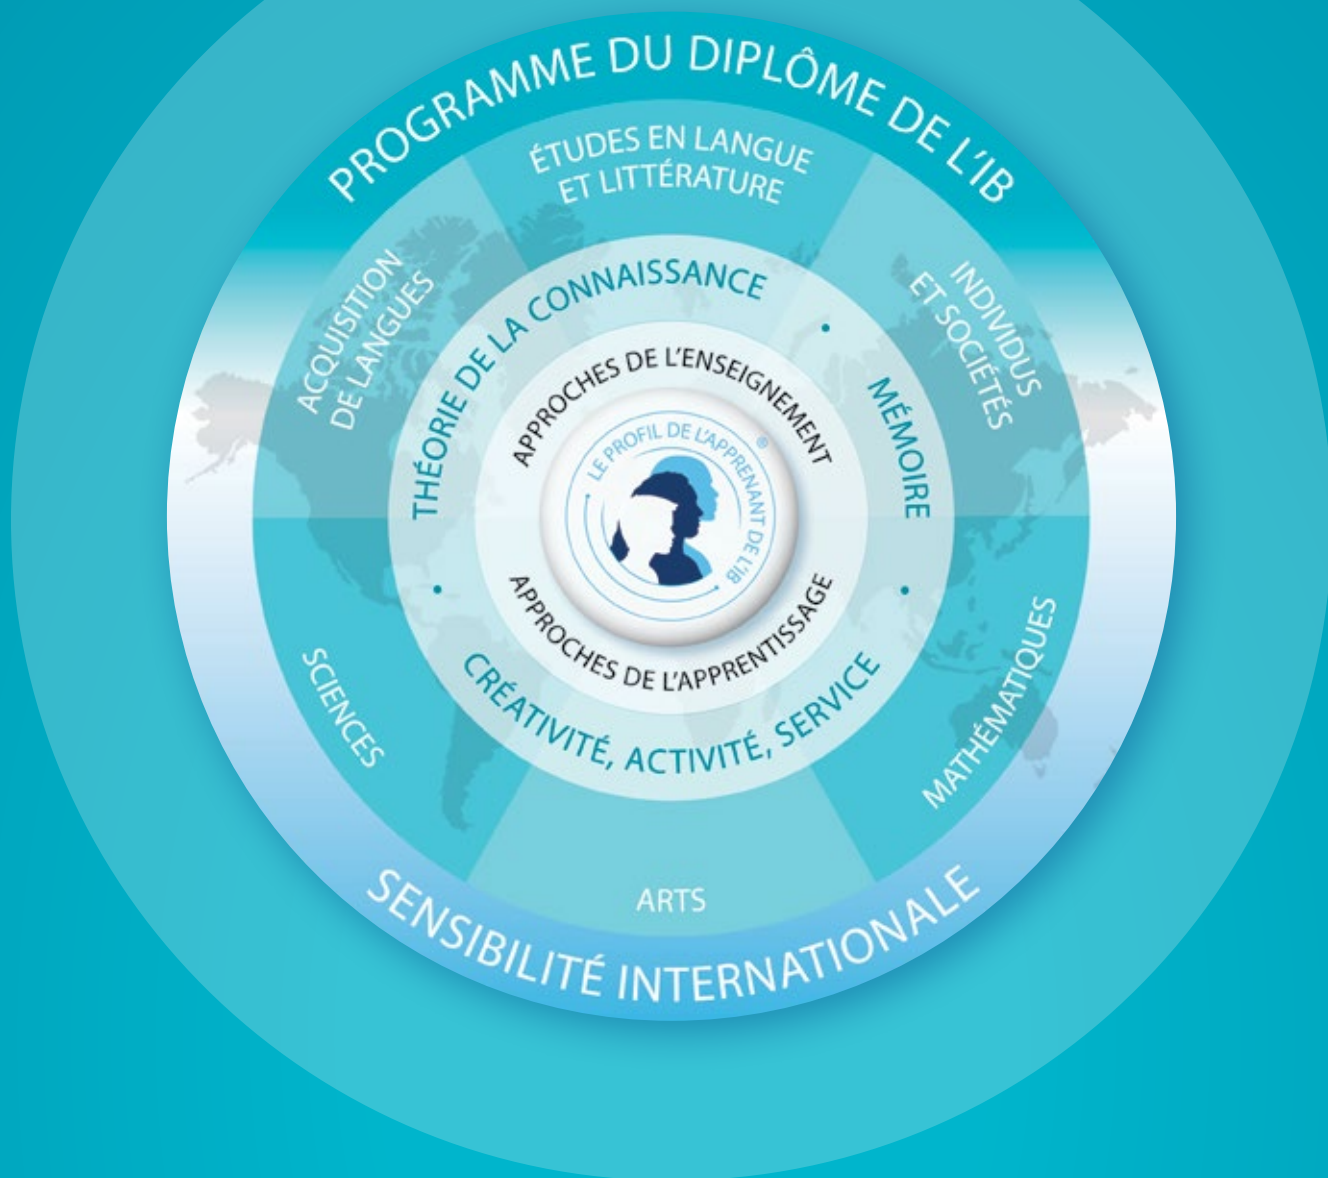 PROGRAMME DU DIPLÔME DE L'IB
ÉTUDES EN LANGUE
ET LITTÉRATURE
ACQUISITION
DE LANGUES
INDIVIDUS
ET SOCIÉTÉS
THÉORIE DE LA CONNAISSANCE
•
MÉMOIRE
•
CRÉATIVITÉ, ACTIVITÉ, SERVICE
•
APPROCHES DE L'ENSEIGNEMENT
LE PROFIL DE L'APPRENANT DE L'IB
®
APPROCHES DE L'APPRENTISSAGE
SCIENCES
MATHÉMATIQUES
ARTS
SENSIBILITÉ INTERNATIONALE